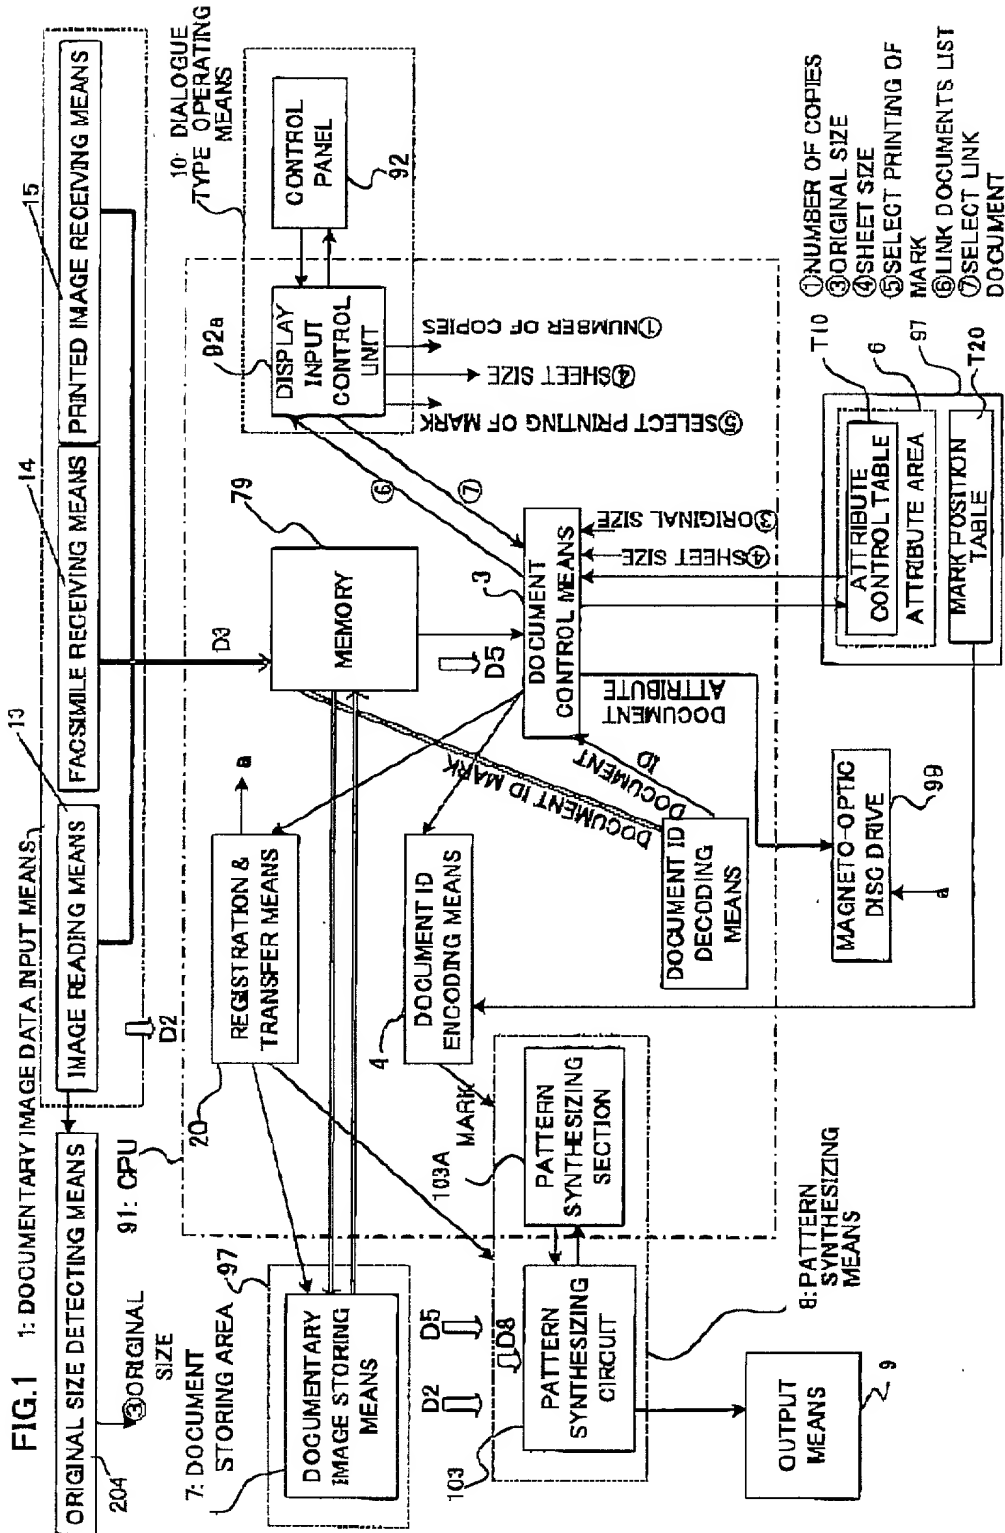 FIG.1
1: DOCUMENTARY IMAGE DATA INPUT MEANS
ORIGINAL SIZE DETECTING MEANS
204
③ORIGINAL
SIZE
IMAGE READING MEANS
13
FACSIMILE RECEIVING MEANS
14
PRINTED IMAGE RECEIVING MEANS
15
D2
D3
91: CPU
10: DIALOGUE
TYPE OPERATING
MEANS
CONTROL
PANEL
92
92a
DISPLAY
INPUT
CONTROL
UNIT
①NUMBER OF COPIES
④SHEET SIZE
⑤SELECT PRINTING OF MARK
⑥
⑦
79
MEMORY
D5
REGISTRATION &
TRANSFER MEANS
20
a
7: DOCUMENT
STORING AREA
97
DOCUMENTARY
IMAGE STORING
MEANS
3
DOCUMENT
CONTROL MEANS
③ORIGINAL SIZE
④SHEET SIZE
DOCUMENT
ATTRIBUTE
DOCUMENT ID MARK
DOCUMENT
ID
4
DOCUMENT ID
ENCODING MEANS
DOCUMENT ID
DECODING
MEANS
MARK
103A
PATTERN
SYNTHESIZING
SECTION
D2
D5
D8
PATTERN
SYNTHESIZING
CIRCUIT
103
8: PATTERN
SYNTHESIZING
MEANS
OUTPUT
MEANS
9
MAGNETO-OPTIC
DISC DRIVE
99
a
ATTRIBUTE
CONTROL TABLE
ATTRIBUTE AREA
MARK POSITION
TABLE
T10
6
97
T20
①NUMBER OF COPIES
③ORIGINAL SIZE
④SHEET SIZE
⑤SELECT PRINTING OF
MARK
⑥LINK DOCUMENTS LIST
⑦SELECT LINK
DOCUMENT